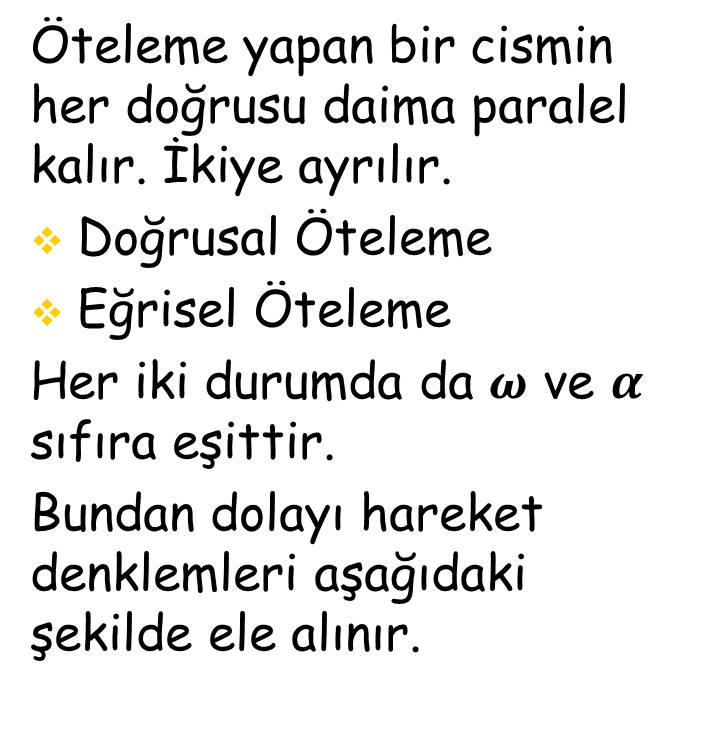 Öteleme yapan bir cismin
her doğrusu daima paralel
kalır. İkiye ayrılır.
❖ Doğrusal Öteleme
❖ Eğrisel Öteleme
Her iki durumda da ω ve α
sıfıra eşittir.
Bundan dolayı hareket
denklemleri aşağıdaki
şekilde ele alınır.